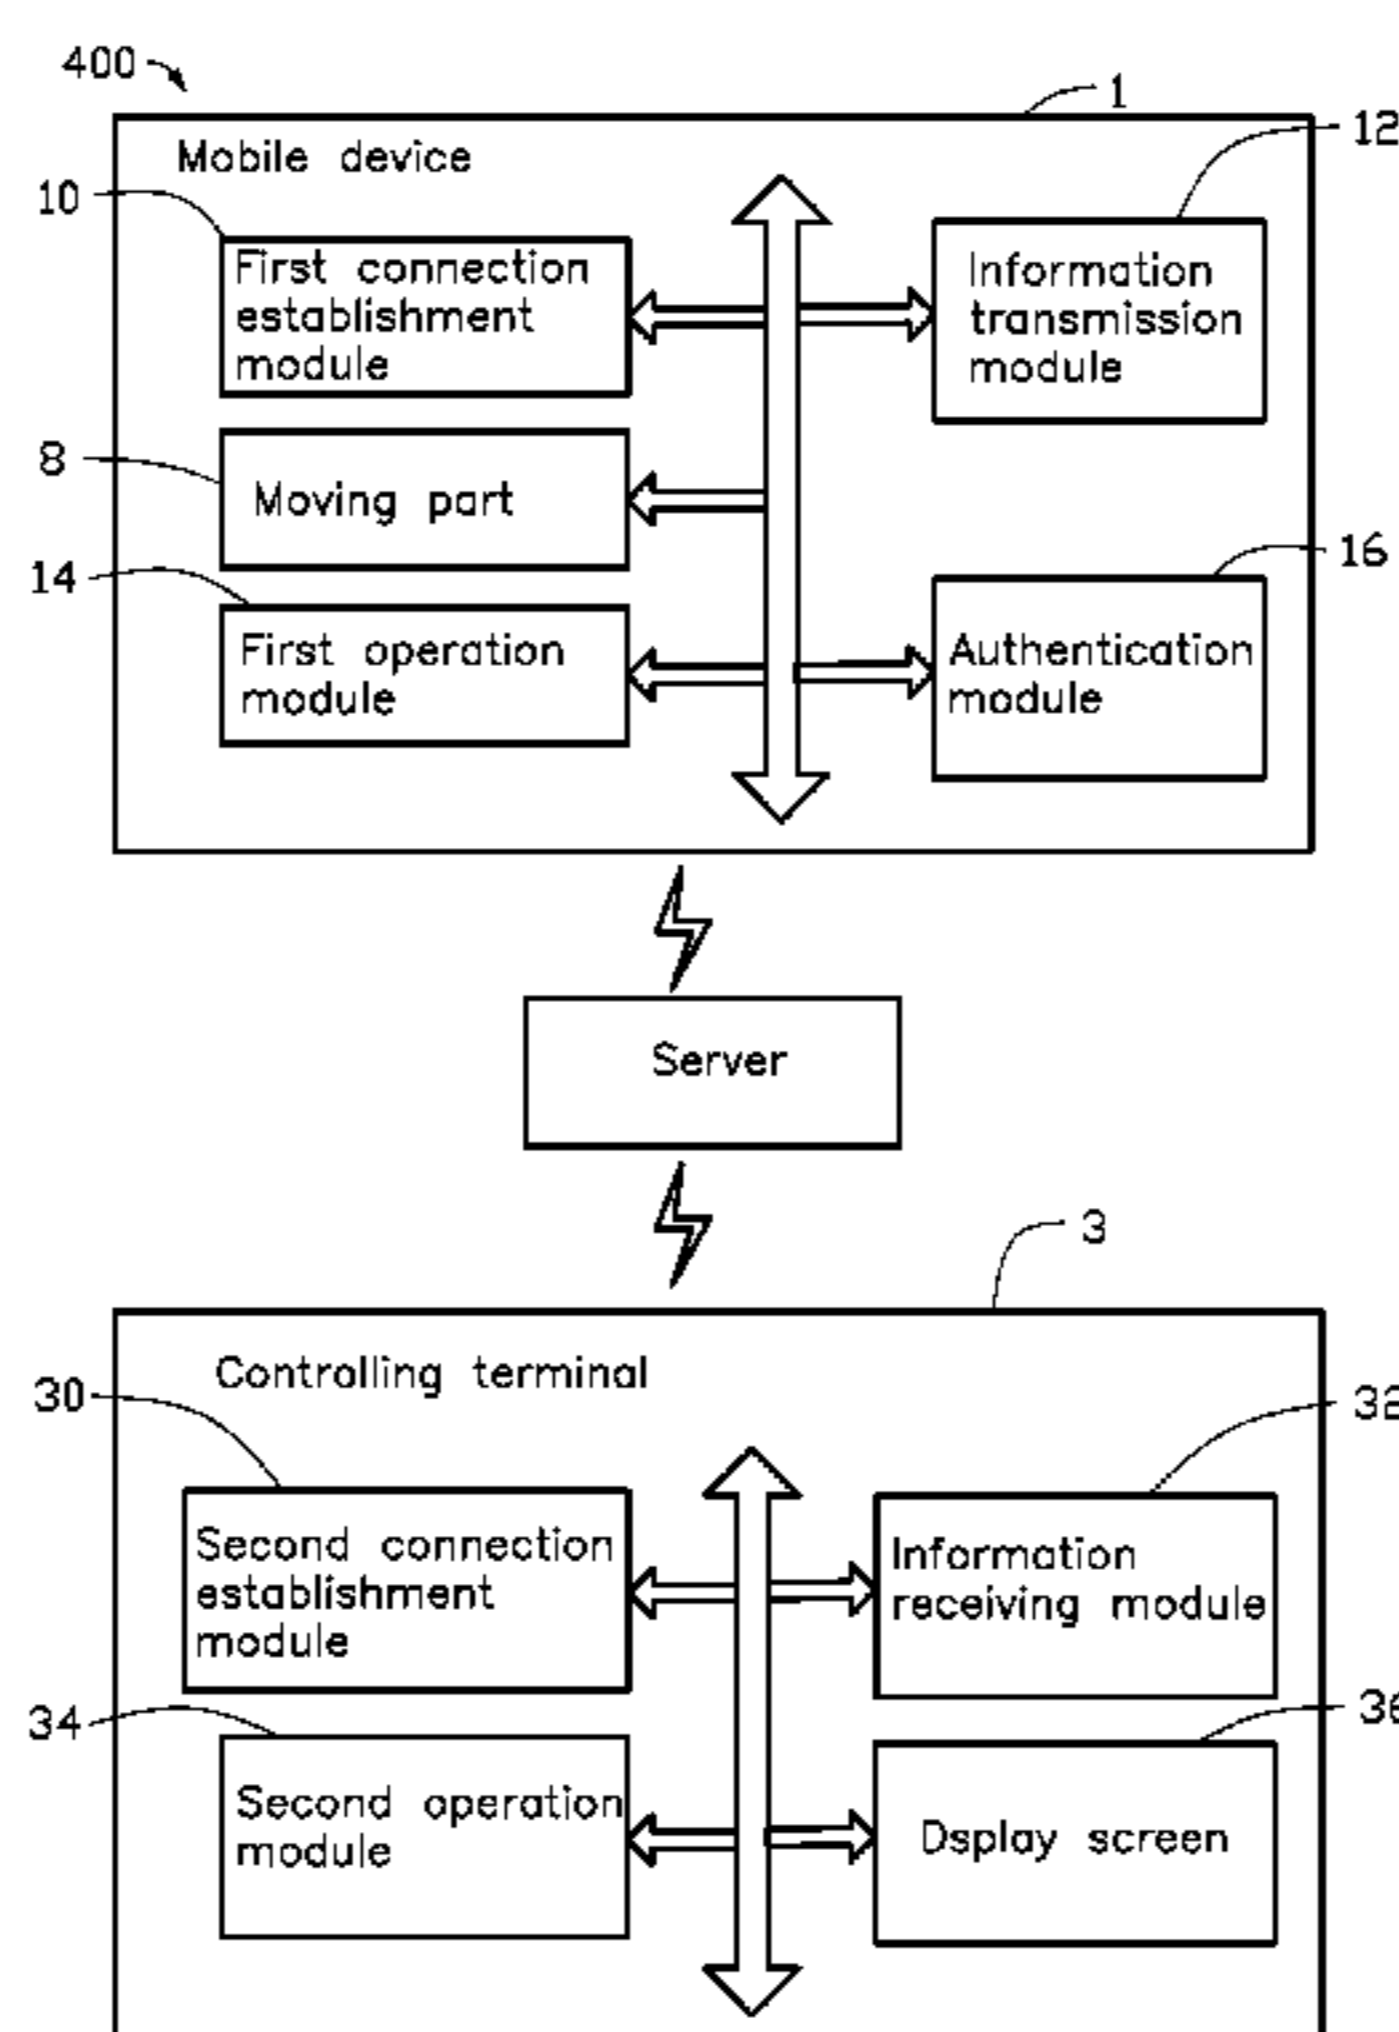 400
1
12
Mobile device
10
First connection
establishment
module
Information
transmission
module
8
Moving part
14
16
First operation
module
Authentication
module
Server
3
Controlling terminal
30
32
Second connection
establishment
module
Information
receiving module
34
36
Second operation
module
Dsplay screen